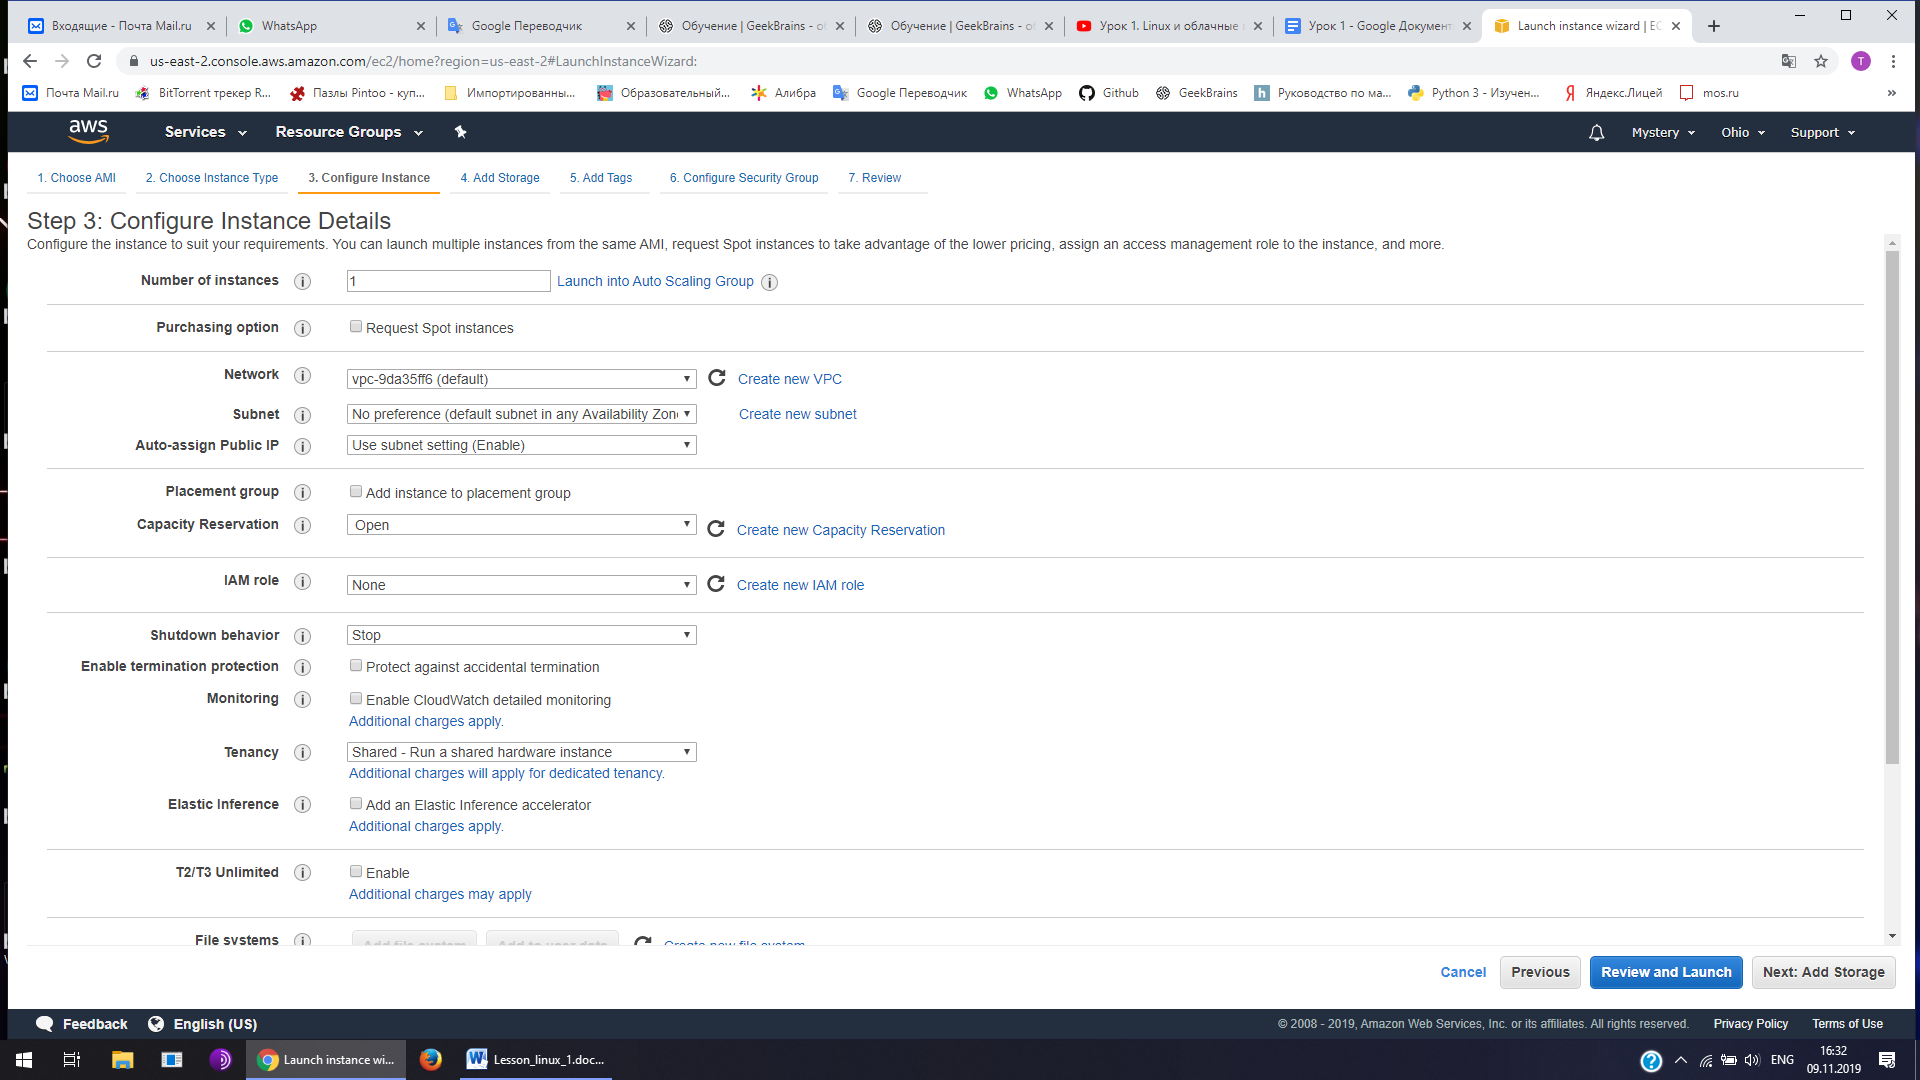 Входящие - Почта Mail.ru
WhatsApp
Google Переводчик
Обучение | GeekBrains - о
Обучение | GeekBrains - о
Урок 1. Linux и облачные
Урок 1 - Google Документ
Launch instance wizard | EC
us-east-2.console.aws.amazon.com/ec2/home?region=us-east-2#LaunchInstanceWizard:
T
Почта Mail.ru
BitTorrent трекер R...
Пазлы Pintoo - куп...
Импортированны...
Образовательный...
Алибра
Google Переводчик
WhatsApp
Github
GeekBrains
Руководство по ма...
Python 3 - Изучен...
Яндекс.Лицей
mos.ru
»
aws
Services
Resource Groups
Mystery
Ohio
Support
1. Choose AMI
2. Choose Instance Type
3. Configure Instance
4. Add Storage
5. Add Tags
6. Configure Security Group
7. Review
Step 3: Configure Instance Details
Configure the instance to suit your requirements. You can launch multiple instances from the same AMI, request Spot instances to take advantage of the lower pricing, assign an access management role to the instance, and more.
Number of instances
1
Launch into Auto Scaling Group
Purchasing option
Request Spot instances
Network
vpc-9da35ff6 (default)
Create new VPC
Subnet
No preference (default subnet in any Availability Zon
Create new subnet
Auto-assign Public IP
Use subnet setting (Enable)
Placement group
Add instance to placement group
Capacity Reservation
Open
Create new Capacity Reservation
IAM role
None
Create new IAM role
Shutdown behavior
Stop
Enable termination protection
Protect against accidental termination
Monitoring
Enable CloudWatch detailed monitoring
Additional charges apply.
Tenancy
Shared - Run a shared hardware instance
Additional charges will apply for dedicated tenancy.
Elastic Inference
Add an Elastic Inference accelerator
Additional charges apply.
T2/T3 Unlimited
Enable
Additional charges may apply
File systems
Add file system
Add to user data
Create new file system
Cancel
Previous
Review and Launch
Next: Add Storage
Feedback
English (US)
© 2008 - 2019, Amazon Web Services, Inc. or its affiliates. All rights reserved.
Privacy Policy
Terms of Use
Launch instance wi...
Lesson_linux_1.doc...
ENG
16:32
09.11.2019